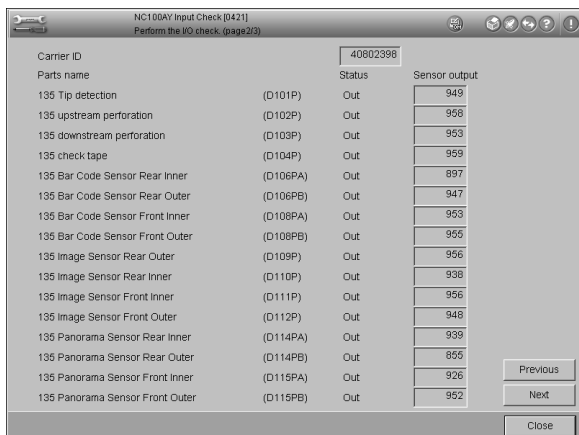 NC100AY Input Check [0421]
Perform the I/O check. (page2/3)
Carrier ID 40802398
Parts name Status Sensor output
135 Tip detection (D101P) Out 949
135 upstream perforation (D102P) Out 958
135 downstream perforation (D103P) Out 953
135 check tape (D104P) Out 959
135 Bar Code Sensor Rear Inner (D106PA) Out 897
135 Bar Code Sensor Rear Outer (D106PB) Out 947
135 Bar Code Sensor Front Inner (D108PA) Out 953
135 Bar Code Sensor Front Outer (D108PB) Out 955
135 Image Sensor Rear Outer (D109P) Out 956
135 Image Sensor Rear Inner (D110P) Out 938
135 Image Sensor Front Inner (D111P) Out 956
135 Image Sensor Front Outer (D112P) Out 948
135 Panorama Sensor Rear Inner (D114PA) Out 939
135 Panorama Sensor Rear Outer (D114PB) Out 855
135 Panorama Sensor Front Inner (D115PA) Out 926
135 Panorama Sensor Front Outer (D115PB) Out 952
Previous
Next
Close